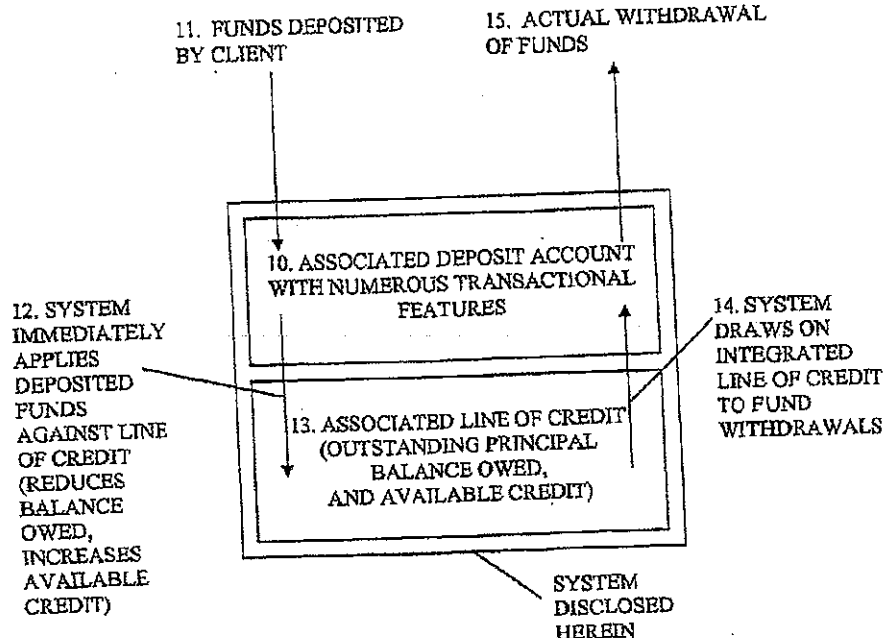 11. FUNDS DEPOSITED
BY CLIENT
15. ACTUAL WITHDRAWAL
OF FUNDS
10. ASSOCIATED DEPOSIT ACCOUNT
WITH NUMEROUS TRANSACTIONAL
FEATURES
12. SYSTEM
IMMEDIATELY
APPLIES
DEPOSITED
FUNDS
AGAINST LINE
OF CREDIT
(REDUCES
BALANCE
OWED,
INCREASES
AVAILABLE
CREDIT)
13. ASSOCIATED LINE OF CREDIT
(OUTSTANDING PRINCIPAL
BALANCE OWED,
AND AVAILABLE CREDIT)
14. SYSTEM
DRAWS ON
INTEGRATED
LINE OF CREDIT
TO FUND
WITHDRAWALS
SYSTEM
DISCLOSED
HEREIN